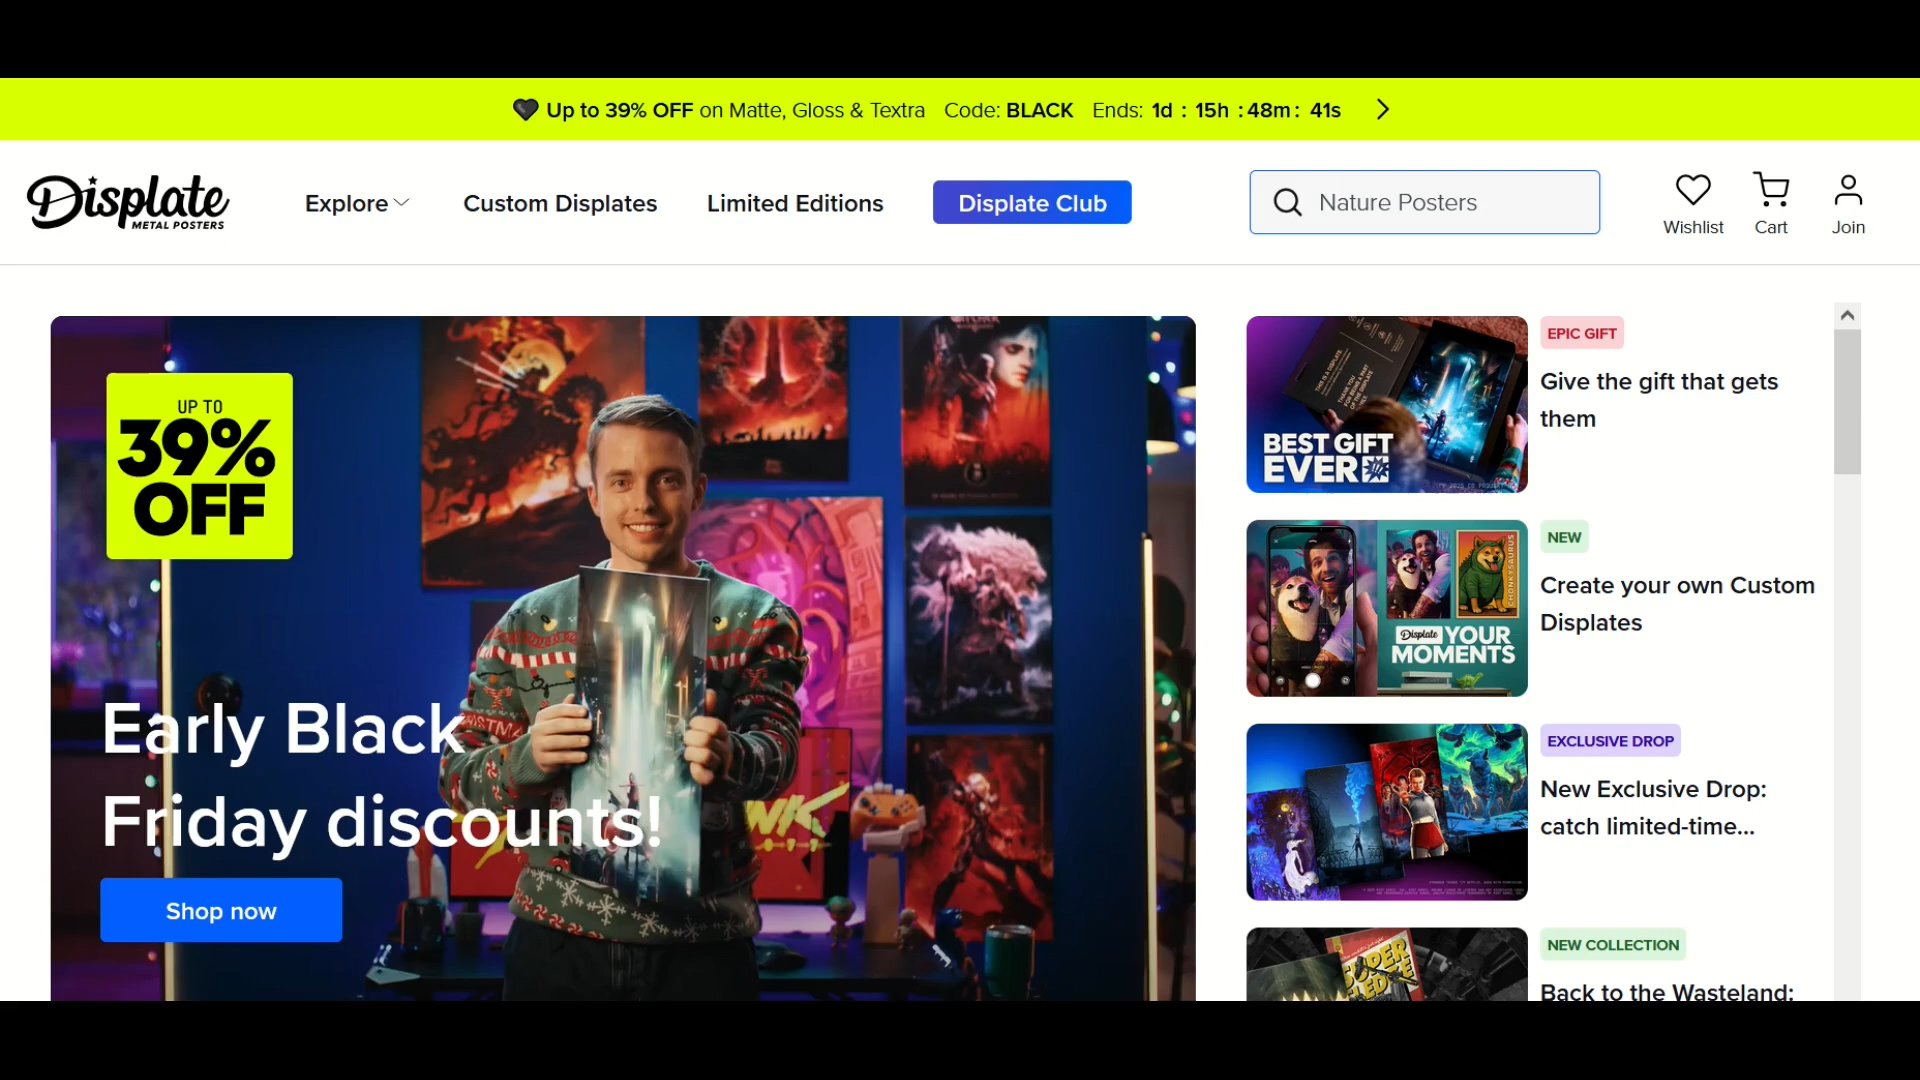 Up to 39% OFF on Matte, Gloss & Textra Code: BLACK Ends: 1d : 15h : 48m : 41s
Displate
METAL POSTERS
Explore
Custom Displates
Limited Editions
Displate Club
Nature Posters
Wishlist
Cart
Join
UP TO
39%
OFF
Early Black
Friday discounts!
Shop now
BEST GIFT
EVER
EPIC GIFT
Give the gift that gets
them
Displate YOUR
MOMENTS
CHONKYSAURUS
NEW
Create your own Custom
Displates
EXCLUSIVE DROP
New Exclusive Drop:
catch limited-time...
SUPER
NEW COLLECTION
Back to the Wasteland: